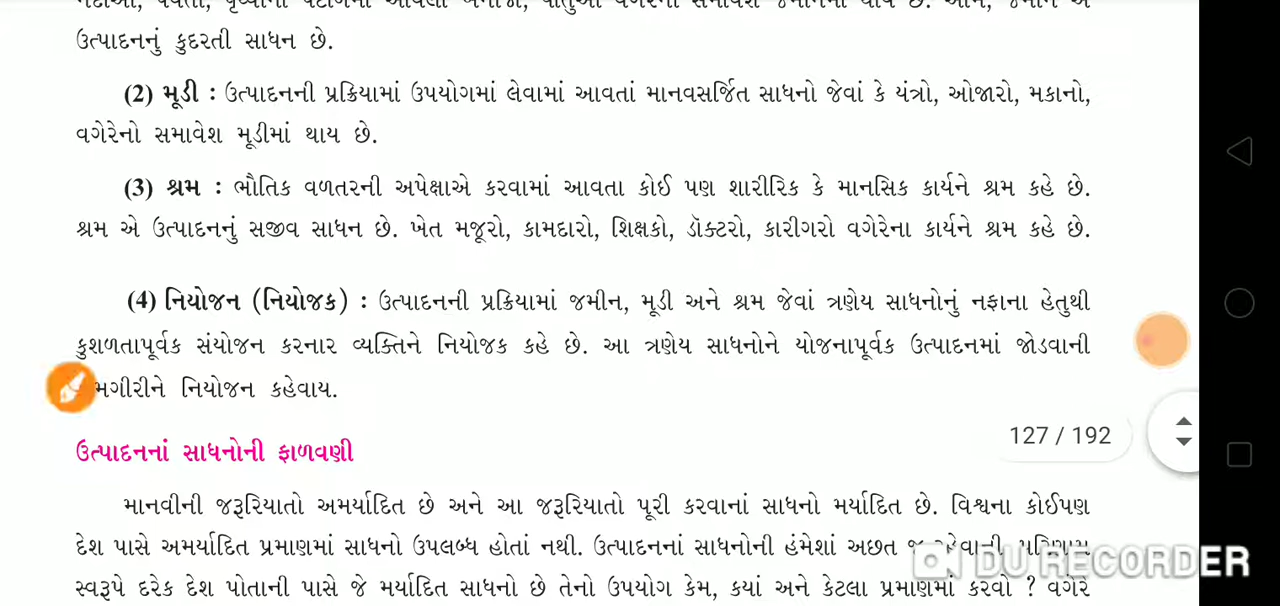 ઉત્પાદનનું કુદરતી સાધન છે.
(2) મૂડી : ઉત્પાદનની પ્રક્રિયામાં ઉપયોગમાં લેવામાં આવતાં માનવસર્જિત સાધનો જેવાં કે યંત્રો, ઓજારો, મકાનો,
વગેરેનો સમાવેશ મૂડીમાં થાય છે.
(3) શ્રમ : ભૌતિક વળતરની અપેક્ષાએ કરવામાં આવતા કોઈ પણ શારીરિક કે માનસિક કાર્યને શ્રમ કહે છે.
શ્રમ એ ઉત્પાદનનું સજીવ સાધન છે. ખેત મજૂરો, કામદારો, શિક્ષકો, ડૉક્ટરો, કારીગરો વગેરેના કાર્યને શ્રમ કહે છે.
(4) નિયોજન (નિયોજક) : ઉત્પાદનની પ્રક્રિયામાં જમીન, મૂડી અને શ્રમ જેવાં ત્રણેય સાધનોનું નફાના હેતુથી
કુશળતાપૂર્વક સંયોજન કરનાર વ્યક્તિને નિયોજક કહે છે. આ ત્રણેય સાધનોને યોજનાપૂર્વક ઉત્પાદનમાં જોડવાની
મગીરીને નિયોજન કહેવાય.
127 / 192
ઉત્પાદનનાં સાધનોની ફાળવણી
માનવીની જરૂરિયાતો અમર્યાદિત છે અને આ જરૂરિયાતો પૂરી કરવાનાં સાધનો મર્યાદિત છે. વિશ્વના કોઈપણ
દેશ પાસે અમર્યાદિત પ્રમાણમાં સાધનો ઉપલબ્ધ હોતાં નથી. ઉત્પાદનનાં સાધનોની હંમેશાં અછત
DU RECORDER
સ્વરૂપે દરેક દેશ પોતાની પાસે જે મર્યાદિત સાધનો છે તેનો ઉપયોગ કેમ, કયાં અને કેટલા પ્રમાણમાં કરવો ? વગેરે